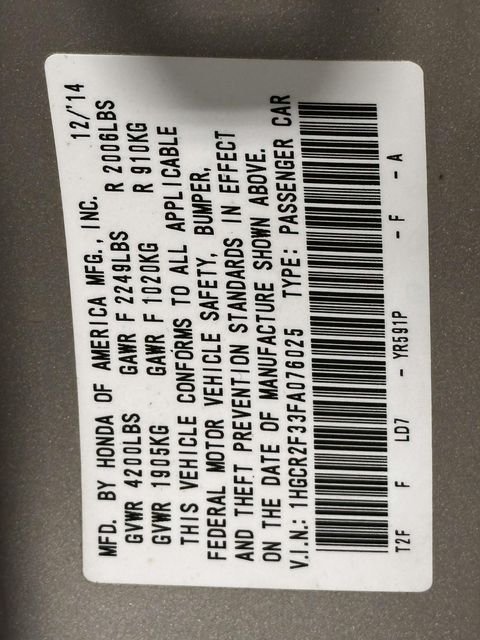 MFD. BY HONDA OF AMERICA MFG., INC. 12/'14
GVWR 4200LBS GAWR F 2249LBS R 2006LBS
GVWR 1905KG GAWR F 1020KG R 910KG
THIS VEHICLE CONFORMS TO ALL APPLICABLE
FEDERAL MOTOR VEHICLE SAFETY, BUMPER,
AND THEFT PREVENTION STANDARDS IN EFFECT
ON THE DATE OF MANUFACTURE SHOWN ABOVE.
V.I.N.: 1HGCR2F33FA076025 TYPE: PASSENGER CAR
T2F F LD7 - YR591P - F - A